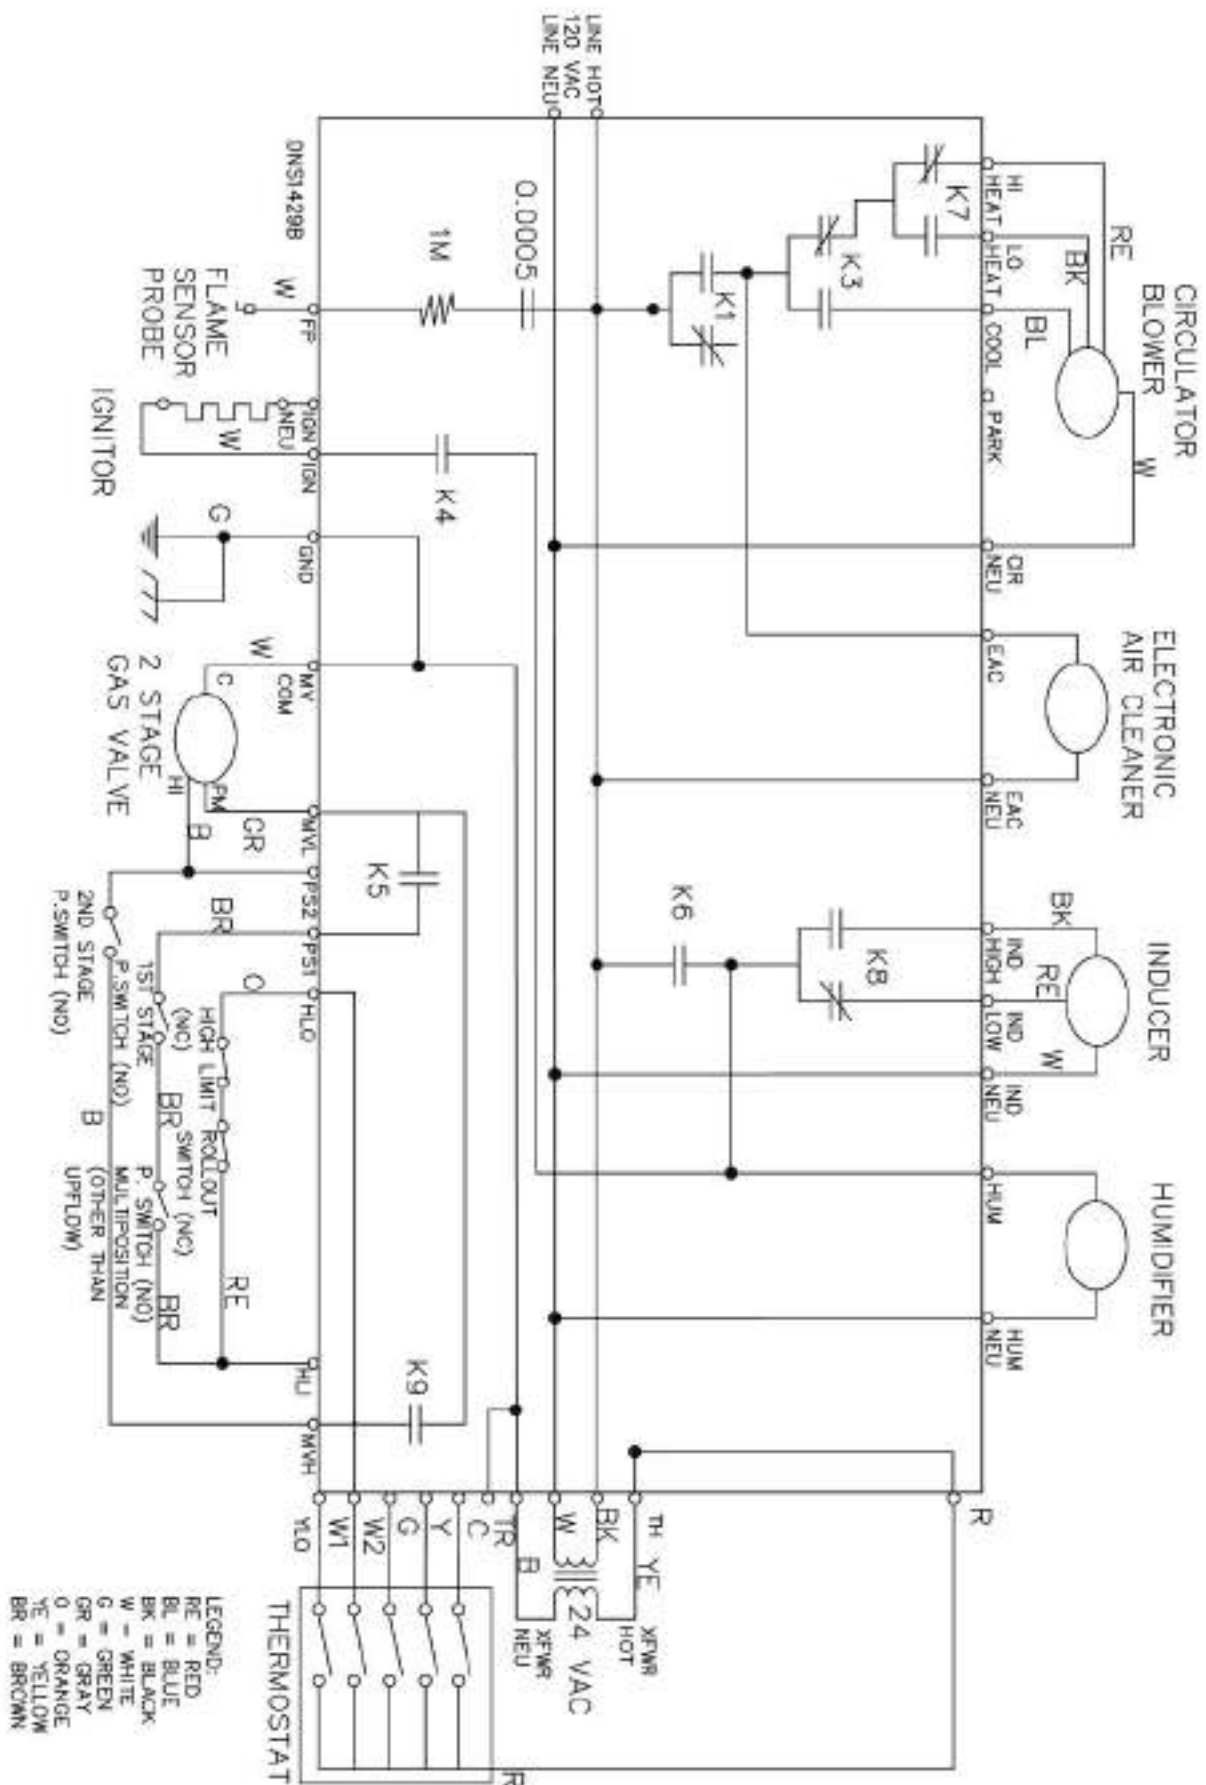 CIRCULATOR
BLOWER
ELECTRONIC
AIR CLEANER
INDUCER
HUMIDIFIER
RE
BK
BL
W
BK
RE
W
HI
HEAT
LO
HEAT
COOL
PARK
CIR
NEU
EAC
EAC
NEU
IND
HIGH
IND
LOW
IND
NEU
HUM
HUM
NEU
R
K7
K3
K1
K6
K8
LINE HOT
120 VAC
LINE NEU
0.0005
1M
K4
K5
K9
DNS1429B
FP
IGN
NEU
IGN
GND
MV
COM
MVL
PS2
PS1
HLO
HLI
MVH
W
FLAME
SENSOR
PROBE
W
IGNITOR
G
W
C
HI
PM
GR
B
2 STAGE
GAS VALVE
BR
O
2ND STAGE
P.SWITCH (NO)
1ST STAGE
P.SWITCH (NO)
HIGH LIMIT
(NC)
ROLLOUT
SWITCH (NC)
BR
B
RE
BR
P. SWITCH (NO)
MULTIPOSITION
(OTHER THAN
UPFLOW)
TH
YE
BK
W
TR
B
C
Y
G
W2
W1
YLO
XFWR
HOT
24 VAC
XFWR
NEU
R
THERMOSTAT
LEGEND:
RE = RED
BL = BLUE
BK = BLACK
W = WHITE
G = GREEN
GR = GRAY
O = ORANGE
YE = YELLOW
BR = BROWN